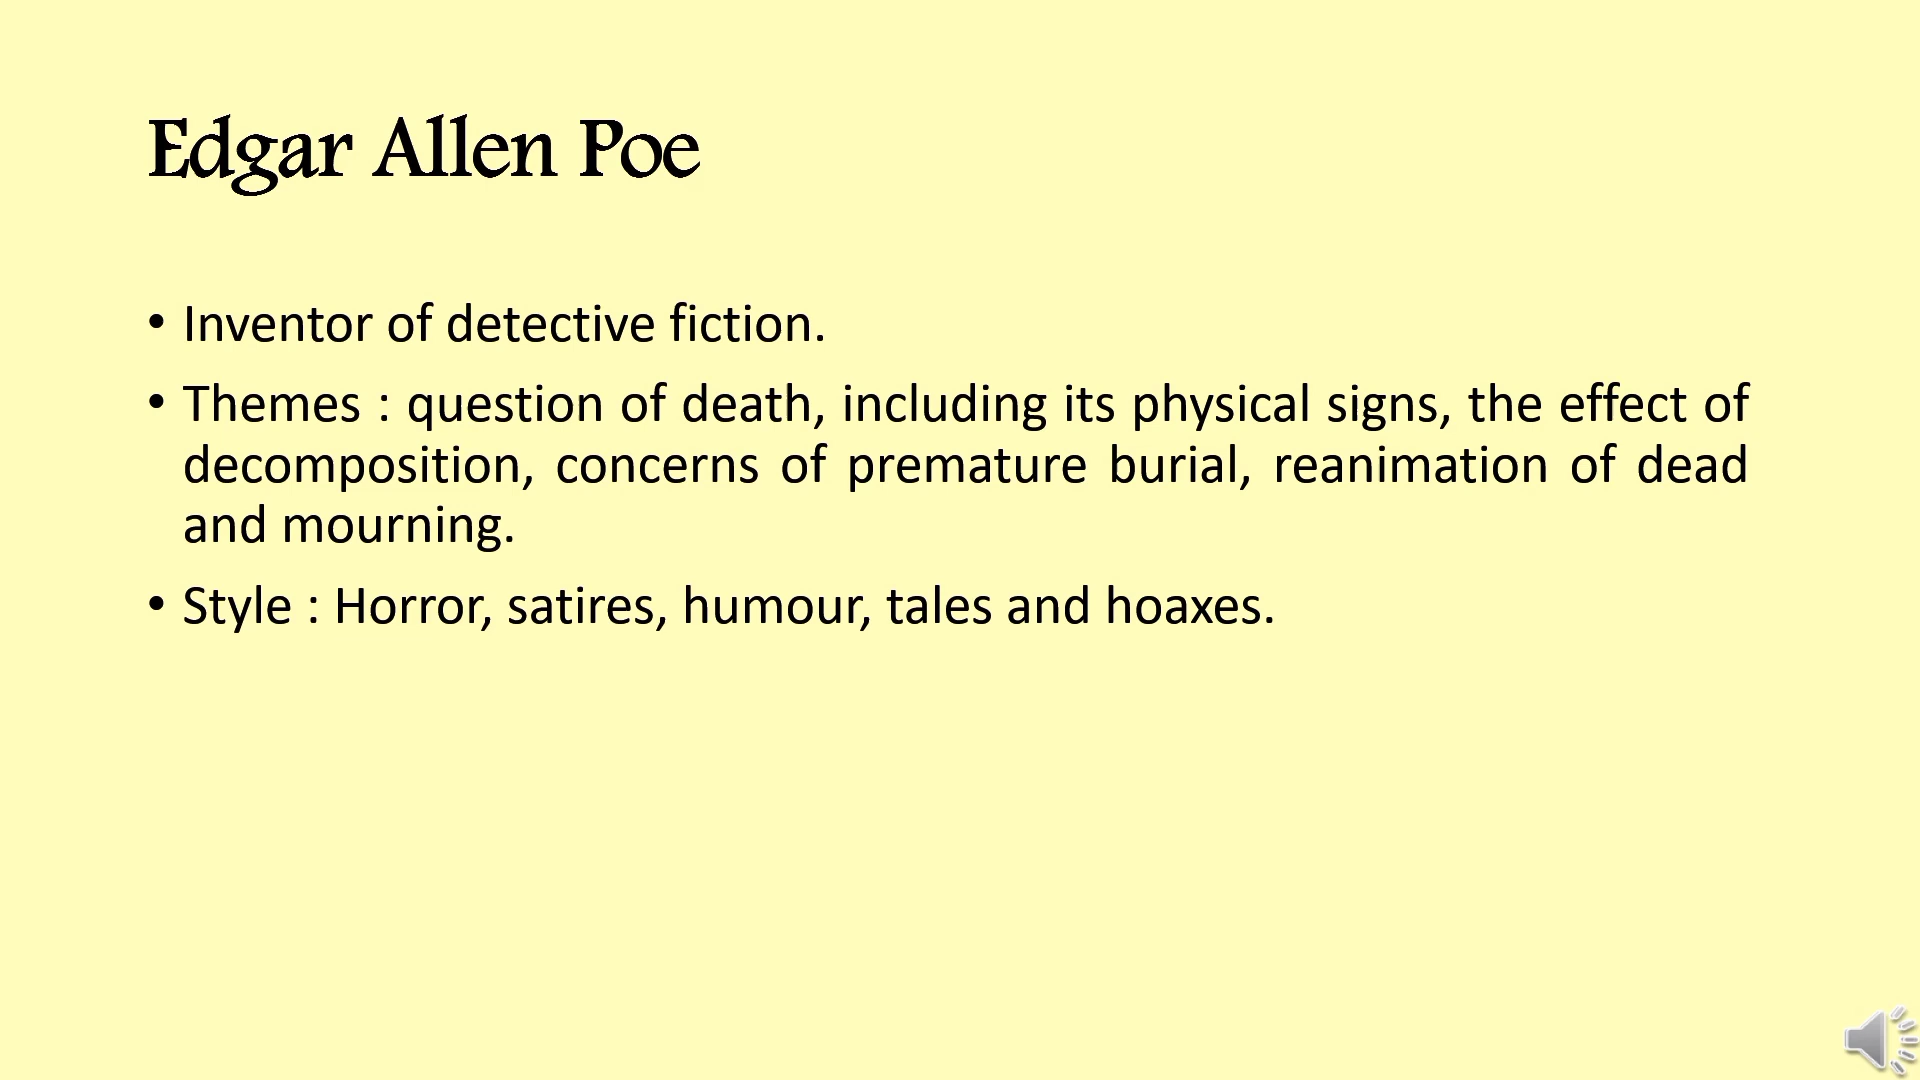 Edgar Allen Poe
• Inventor of detective fiction.
• Themes : question of death, including its physical signs, the effect of
decomposition, concerns of premature burial, reanimation of dead
and mourning.
• Style : Horror, satires, humour, tales and hoaxes.